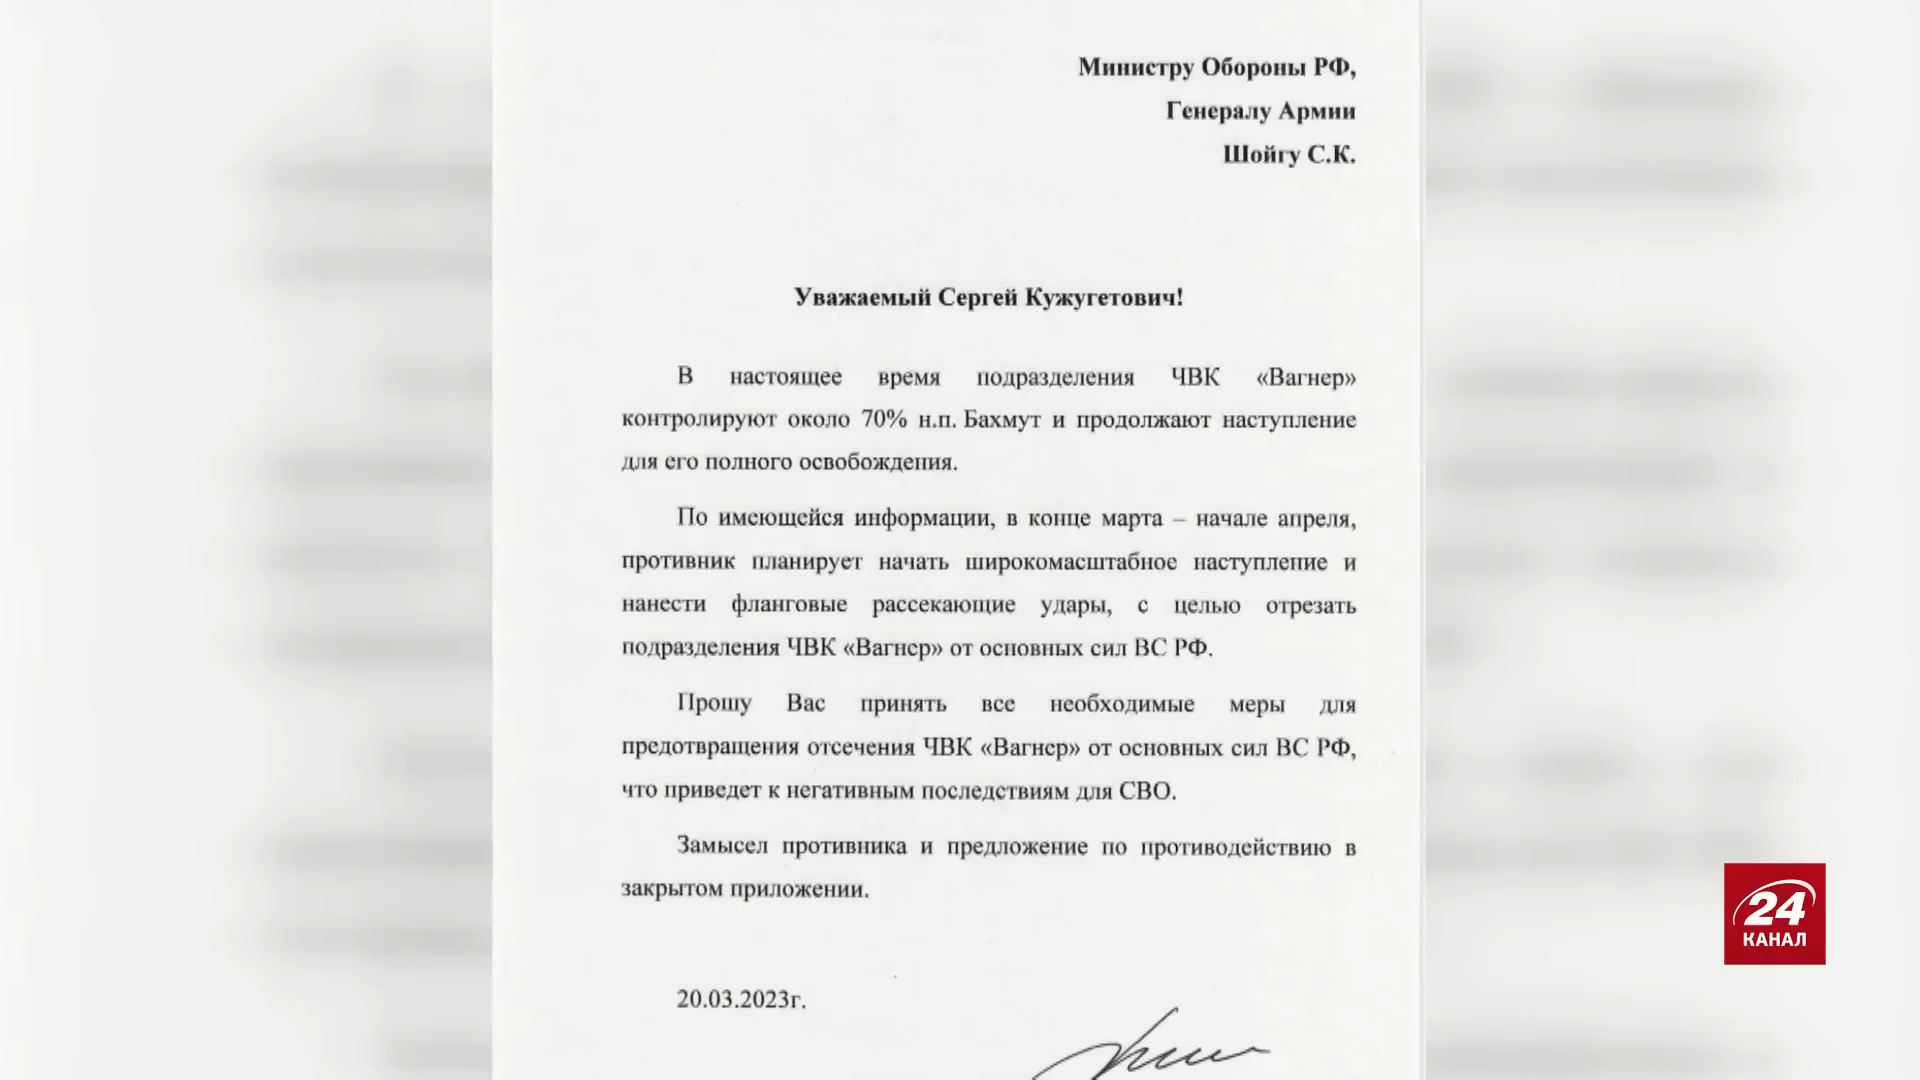 Министру Обороны РФ,
Генералу Армии
Шойгу С.К.
Уважаемый Сергей Кужугетович!
В настоящее время подразделения ЧВК «Вагнер»
контролируют около 70% н.п. Бахмут и продолжают наступление
для его полного освобождения.
По имеющейся информации, в конце марта – начале апреля,
противник планирует начать широкомасштабное наступление и
нанести фланговые рассекающие удары, с целью отрезать
подразделения ЧВК «Вагнер» от основных сил ВС РФ.
Прошу Вас принять все необходимые меры для
предотвращения отсечения ЧВК «Вагнер» от основных сил ВС РФ,
что приведет к негативным последствиям для СВО.
Замысел противника и предложение по противодействию в
закрытом приложении.
20.03.2023г.
24
КАНАЛ